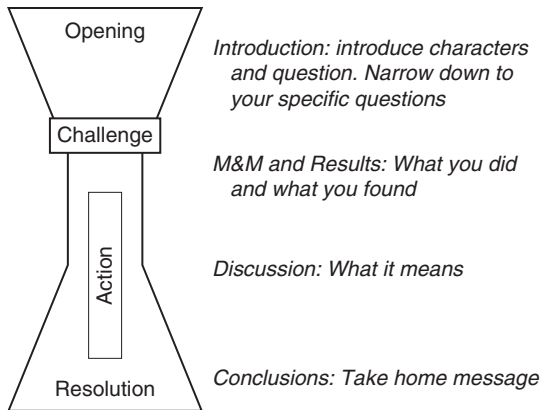 Opening
Introduction: introduce characters
and question. Narrow down to
your specific questions
Challenge
M&M and Results: What you did
and what you found
Action
Discussion: What it means
Resolution
Conclusions: Take home message